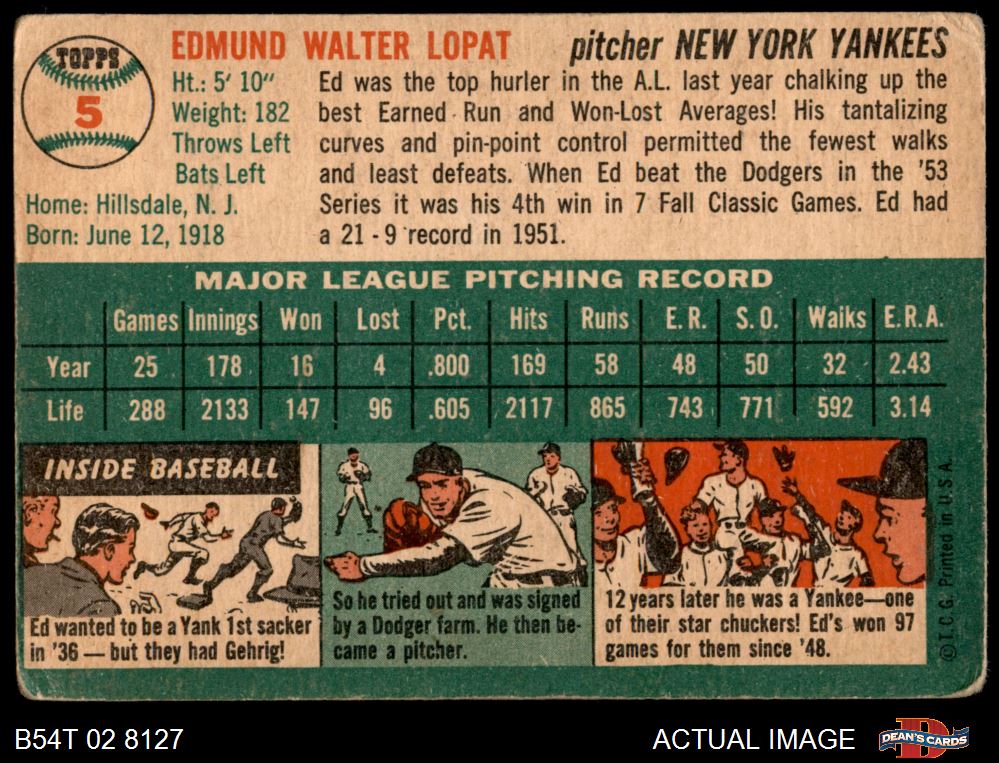 TOPPS
5
EDMUND WALTER LOPAT pitcher NEW YORK YANKEES
Ht.: 5' 10"
Weight: 182
Throws Left
Bats Left
Home: Hillsdale, N. J.
Born: June 12, 1918
Ed was the top hurler in the A.L. last year chalking up the
best Earned Run and Won-Lost Averages! His tantalizing
curves and pin-point control permitted the fewest walks
and least defeats. When Ed beat the Dodgers in the '53
Series it was his 4th win in 7 Fall Classic Games. Ed had
a 21 - 9 record in 1951.
MAJOR LEAGUE PITCHING RECORD
Games Innings Won Lost Pct. Hits Runs E. R. S. O. Walks E.R.A.
Year 25 178 16 4 .800 169 58 48 50 32 2.43
Life 288 2133 147 96 .605 2117 865 743 771 592 3.14
INSIDE BASEBALL
Ed wanted to be a Yank 1st sacker
in '36 — but they had Gehrig!
So he tried out and was signed
by a Dodger farm. He then be-
came a pitcher.
12 years later he was a Yankee—one
of their star chuckers! Ed's won 97
games for them since '48.
© T. C. G. Printed in U. S. A.
B54T 02 8127
ACTUAL IMAGE
D
DEAN'S CARDS